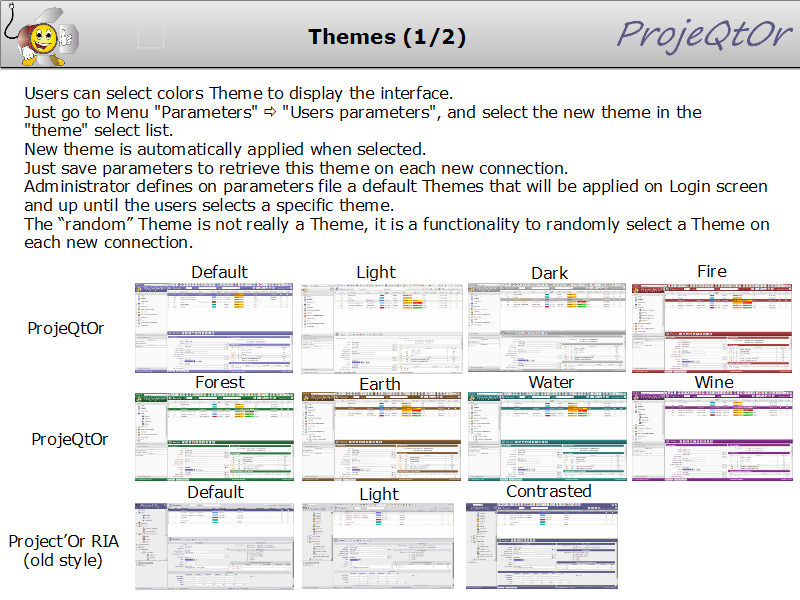 Themes (1/2)
ProjeQtOr
Users can select colors Theme to display the interface.
Just go to Menu "Parameters" ⇨ "Users parameters", and select the new theme in the
"theme" select list.
New theme is automatically applied when selected.
Just save parameters to retrieve this theme on each new connection.
Administrator defines on parameters file a default Themes that will be applied on Login screen
and up until the users selects a specific theme.
The “random” Theme is not really a Theme, it is a functionality to randomly select a Theme on
each new connection.
Default Light Dark Fire
ProjeQtOr
Forest Earth Water Wine
ProjeQtOr
Default Light Contrasted
Project’Or RIA
(old style)